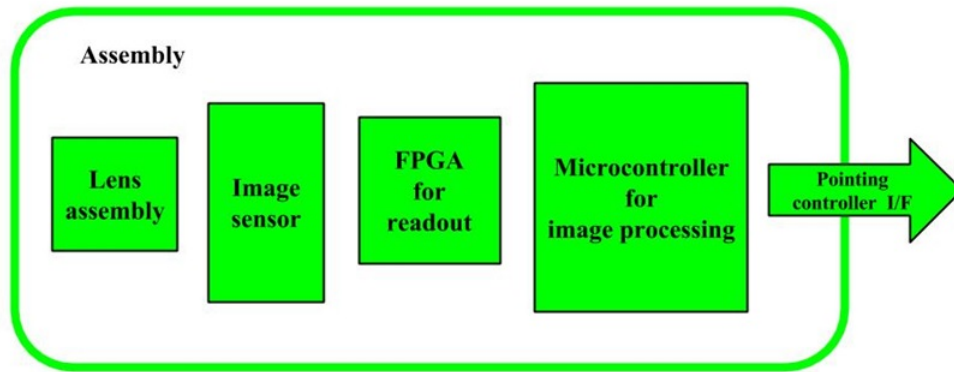 Assembly
Lens
assembly
Image
sensor
FPGA
for
readout
Microcontroller
for
image processing
Pointing
controller I/F